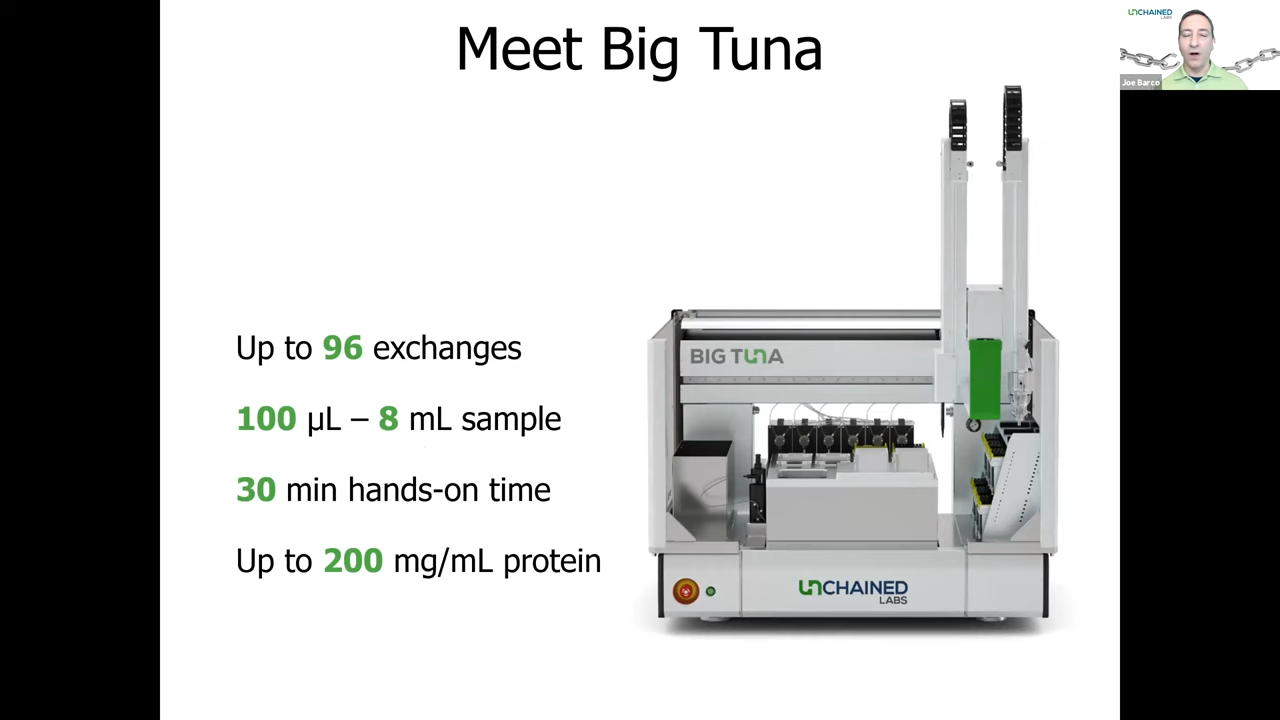 Meet Big Tuna
UNCHAINED
LABS
Joe Barco
Up to 96 exchanges
100 µL – 8 mL sample
30 min hands-on time
Up to 200 mg/mL protein
BIG TUNA
UNCHAINED
LABS